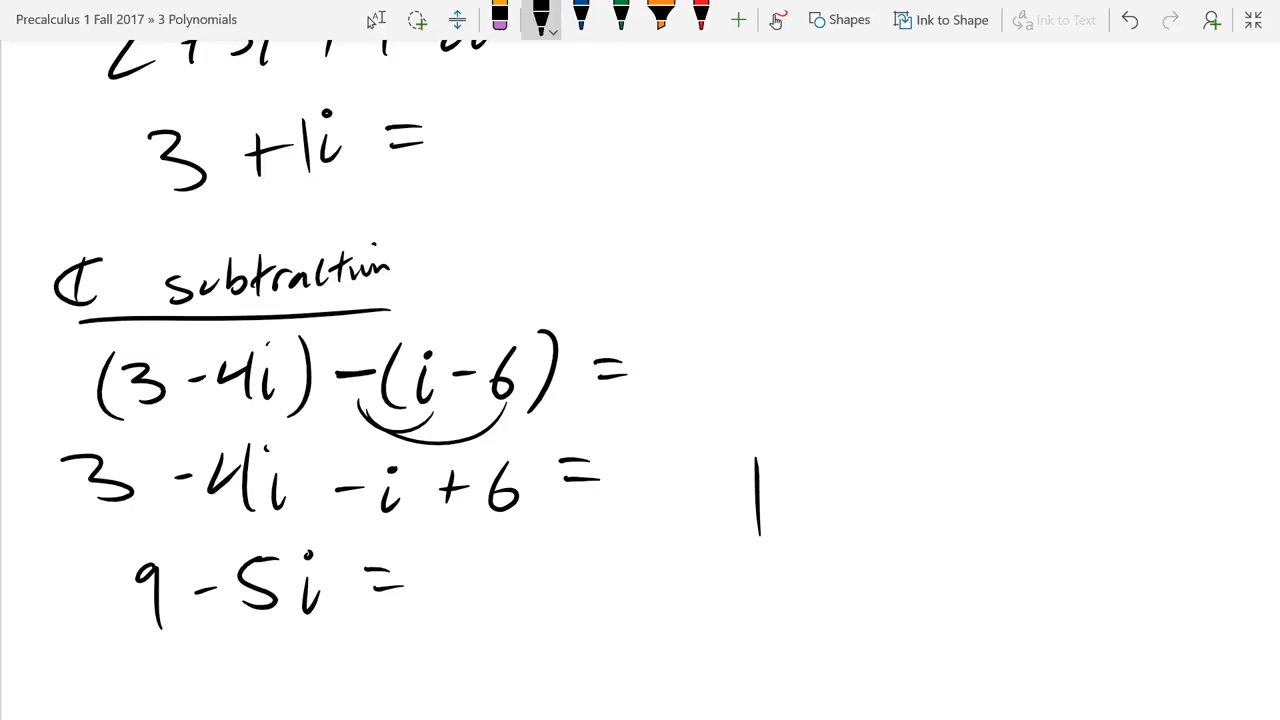 Precalculus 1 Fall 2017 » 3 Polynomials
Shapes
Ink to Shape
Ink to Text
3 + 1i =
ℂ subtraction
(3 - 4i) - (i - 6) =
3 - 4i - i + 6 =
9 - 5i =